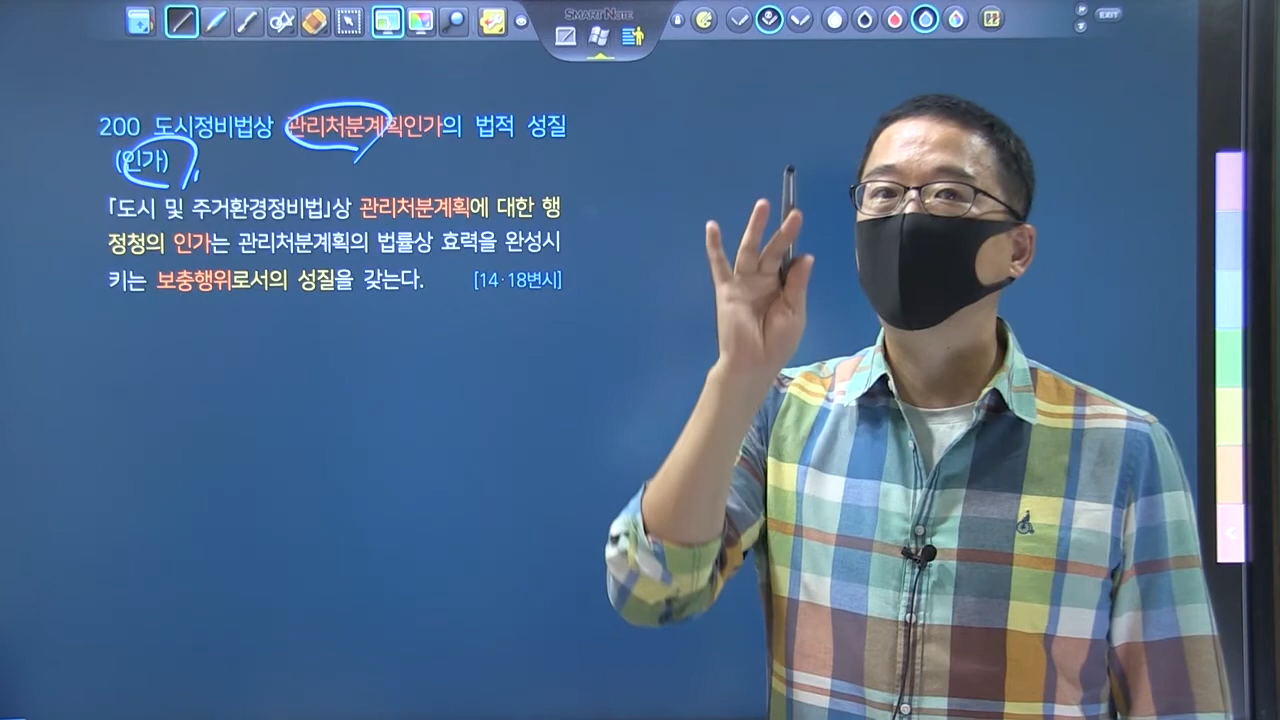 SMARTNOTE
EXIT
200 도시정비법상 관리처분계획인가의 법적 성질
(인가)
「도시 및 주거환경정비법」상 관리처분계획에 대한 행
정청의 인가는 관리처분계획의 법률상 효력을 완성시
키는 보충행위로서의 성질을 갖는다. [14·18변시]